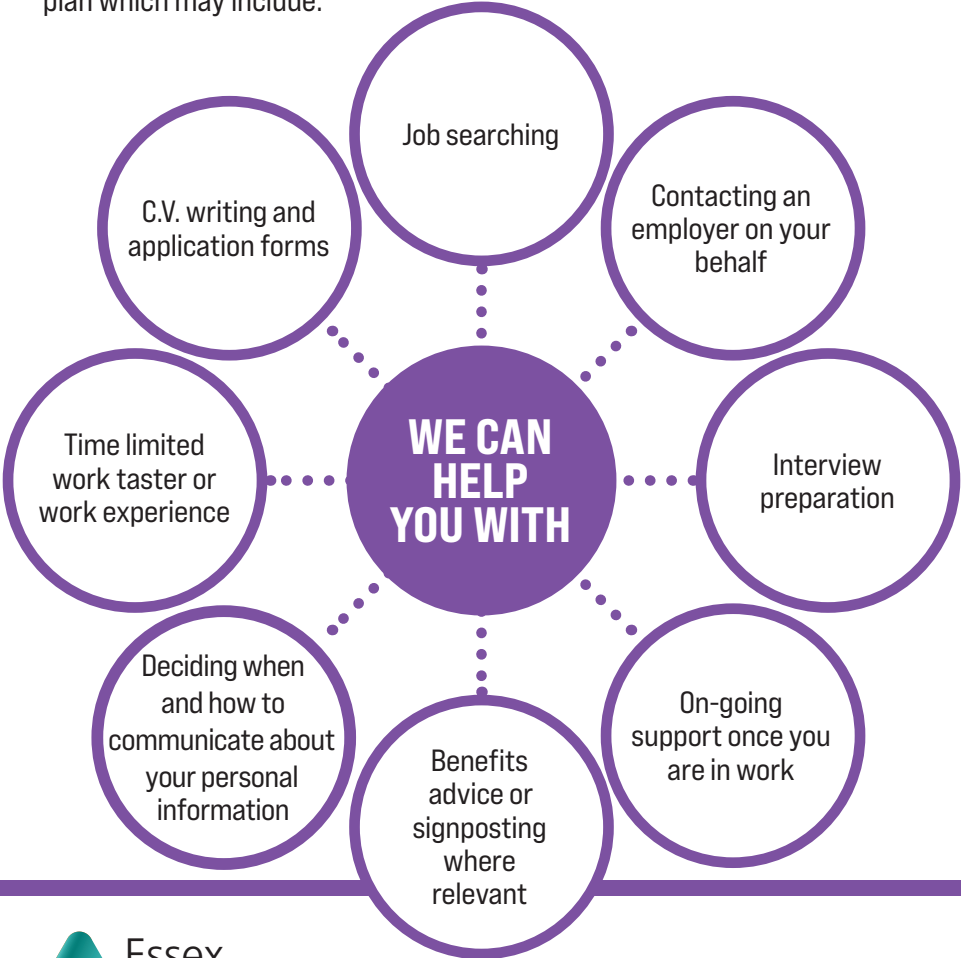 plan which may include:
Job searching
Contacting an
employer on your
behalf
C.V. writing and
application forms
WE CAN
HELP
YOU WITH
Time limited
work taster or
work experience
Interview
preparation
Deciding when
and how to
communicate about
your personal
information
On-going
support once you
are in work
Benefits
advice or
signposting
where
relevant
Essex